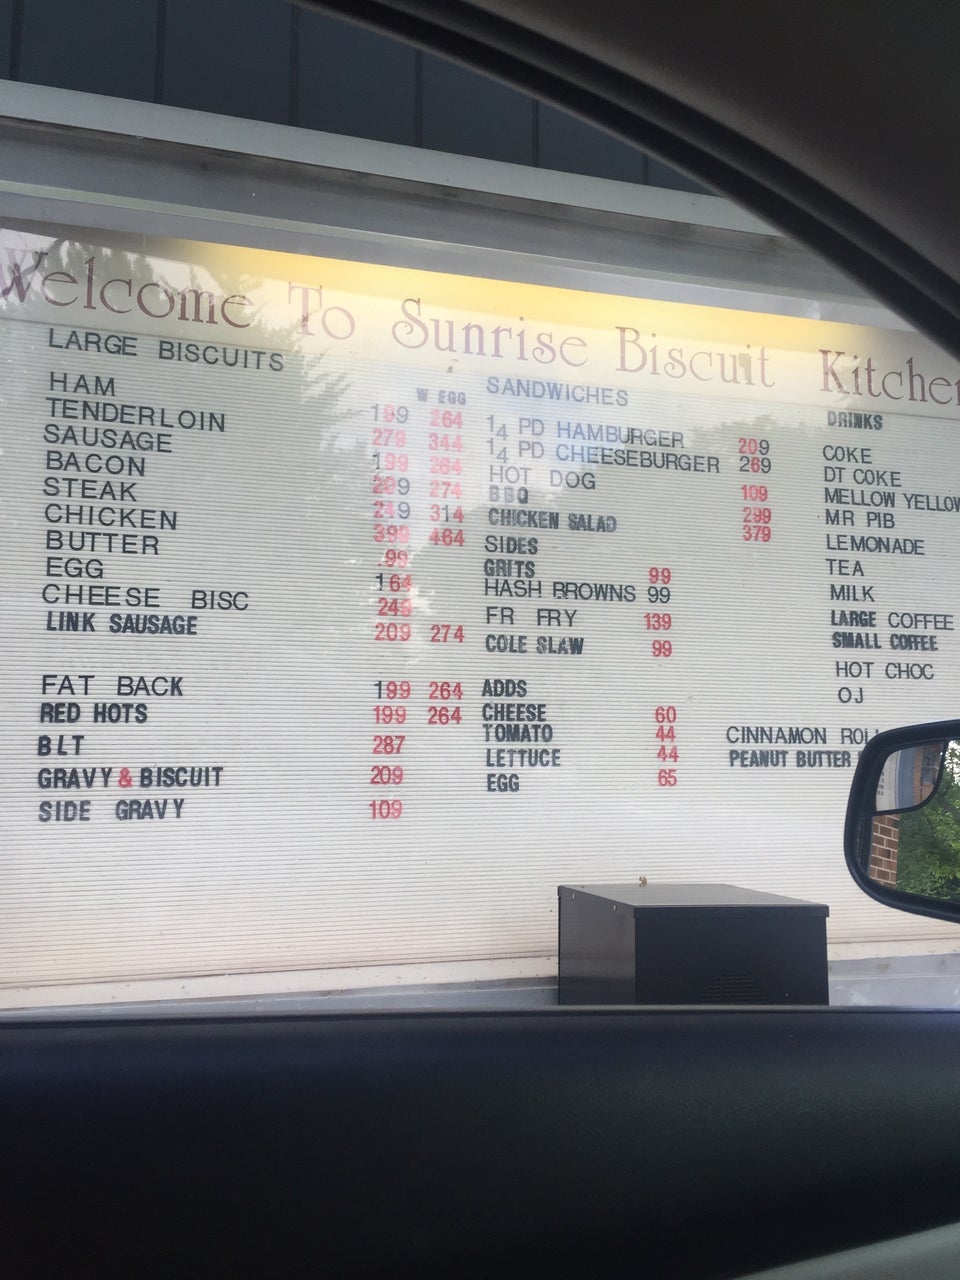 Welcome To Sunrise Biscuit Kitchen
LARGE BISCUITS
W EGG
HAM 199 264
TENDERLOIN 279 344
SAUSAGE 199 264
BACON 209 274
STEAK 249 314
CHICKEN 399 464
BUTTER 99
EGG 164
CHEESE BISC 249
LINK SAUSAGE 209 274
FAT BACK 199 264
RED HOTS 199 264
BLT 287
GRAVY & BISCUIT 209
SIDE GRAVY 109
SANDWICHES
1/4 PD HAMBURGER 209
1/4 PD CHEESEBURGER 269
HOT DOG 109
BBQ 299
CHICKEN SALAD 379
SIDES
GRITS 99
HASH BROWNS 99
FR FRY 139
COLE SLAW 99
ADDS
CHEESE 60
TOMATO 44
LETTUCE 44
EGG 65
DRINKS
COKE
DT COKE
MELLOW YELLOW
MR PIB
LEMONADE
TEA
MILK
LARGE COFFEE
SMALL COFFEE
HOT CHOC
OJ
CINNAMON ROLL
PEANUT BUTTER